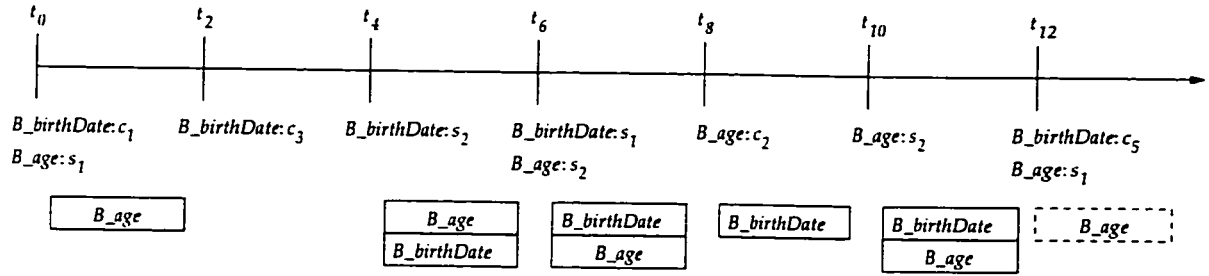 t0 t2 t4 t6 t8 t10 t12
B_birthDate: c1 B_birthDate: c3 B_birthDate: s2 B_birthDate: s1 B_age: c2 B_age: s2 B_birthDate: c5
B_age: s1 B_age: s2 B_age: s1
B_age B_age B_birthDate B_birthDate B_birthDate B_age
B_birthDate B_age B_age